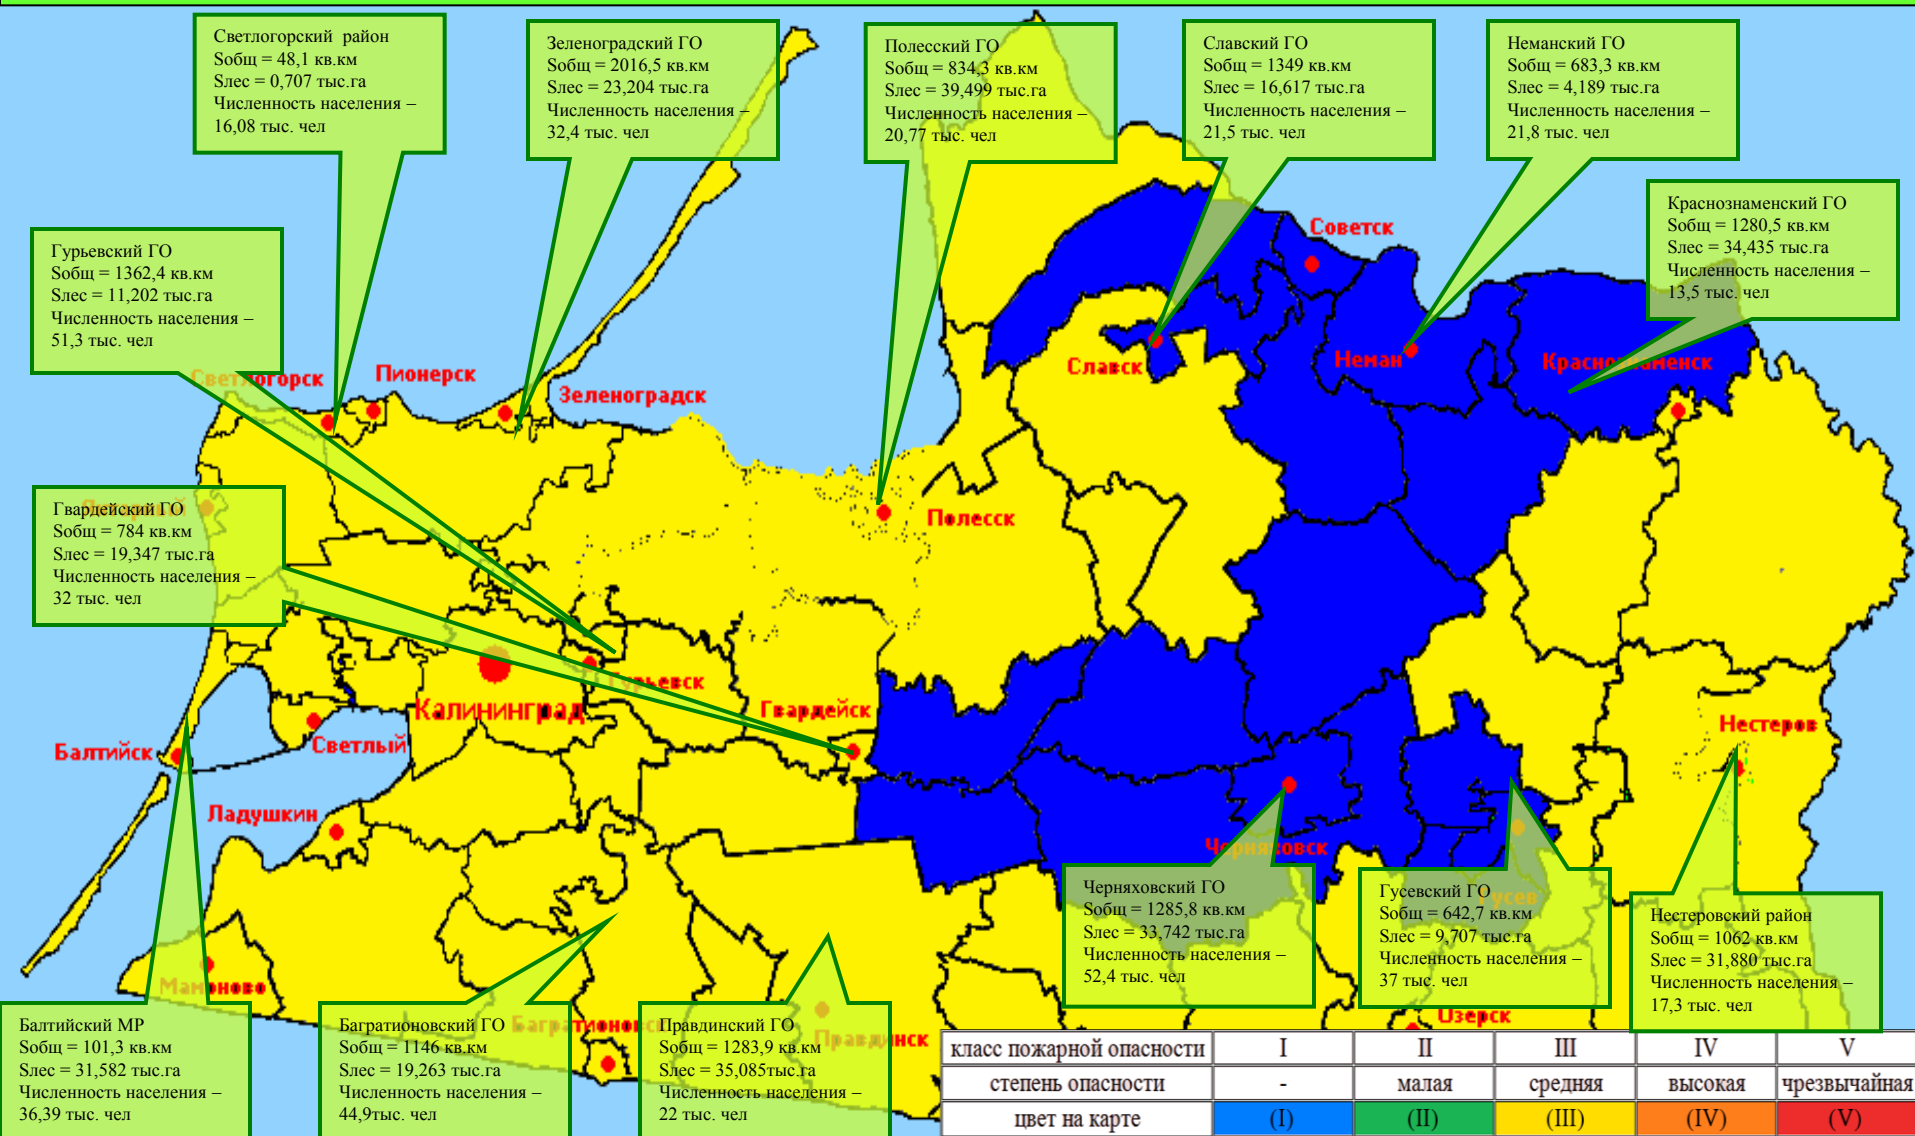 Светлогорский район
Sобщ = 48,1 кв.км
Sлес = 0,707 тыс.га
Численность населения –
16,08 тыс. чел
Зеленоградский ГО
Sобщ = 2016,5 кв.км
Sлес = 23,204 тыс.га
Численность населения –
32,4 тыс. чел
Полесский ГО
Sобщ = 834,3 кв.км
Sлес = 39,499 тыс.га
Численность населения –
20,77 тыс. чел
Славский ГО
Sобщ = 1349 кв.км
Sлес = 16,617 тыс.га
Численность населения –
21,5 тыс. чел
Неманский ГО
Sобщ = 683,3 кв.км
Sлес = 4,189 тыс.га
Численность населения –
21,8 тыс. чел
Краснознаменский ГО
Sобщ = 1280,5 кв.км
Sлес = 34,435 тыс.га
Численность населения –
13,5 тыс. чел
Гурьевский ГО
Sобщ = 1362,4 кв.км
Sлес = 11,202 тыс.га
Численность населения –
51,3 тыс. чел
Советск
Светлогорск
Пионерск
Зеленоградск
Славск
Неман
Краснознаменск
Гвардейский ГО
Sобщ = 784 кв.км
Sлес = 19,347 тыс.га
Численность населения –
32 тыс. чел
Полесск
Гурьевск
Калининград
Гвардейск
Нестеров
Балтийск
Светлый
Ладушкин
Черняховск
Гусев
Черняховский ГО
Sобщ = 1285,8 кв.км
Sлес = 33,742 тыс.га
Численность населения –
52,4 тыс. чел
Гусевский ГО
Sобщ = 642,7 кв.км
Sлес = 9,707 тыс.га
Численность населения –
37 тыс. чел
Нестеровский район
Sобщ = 1062 кв.км
Sлес = 31,880 тыс.га
Численность населения –
17,3 тыс. чел
Мамоново
Багратионовск
Правдинск
Озерск
Балтийский МР
Sобщ = 101,3 кв.км
Sлес = 31,582 тыс.га
Численность населения –
36,39 тыс. чел
Багратионовский ГО
Sобщ = 1146 кв.км
Sлес = 19,263 тыс.га
Численность населения –
44,9тыс. чел
Правдинский ГО
Sобщ = 1283,9 кв.км
Sлес = 35,085тыс.га
Численность населения –
22 тыс. чел
класс пожарной опасности I II III IV V
степень опасности - малая средняя высокая чрезвычайная
цвет на карте (I) (II) (III) (IV) (V)